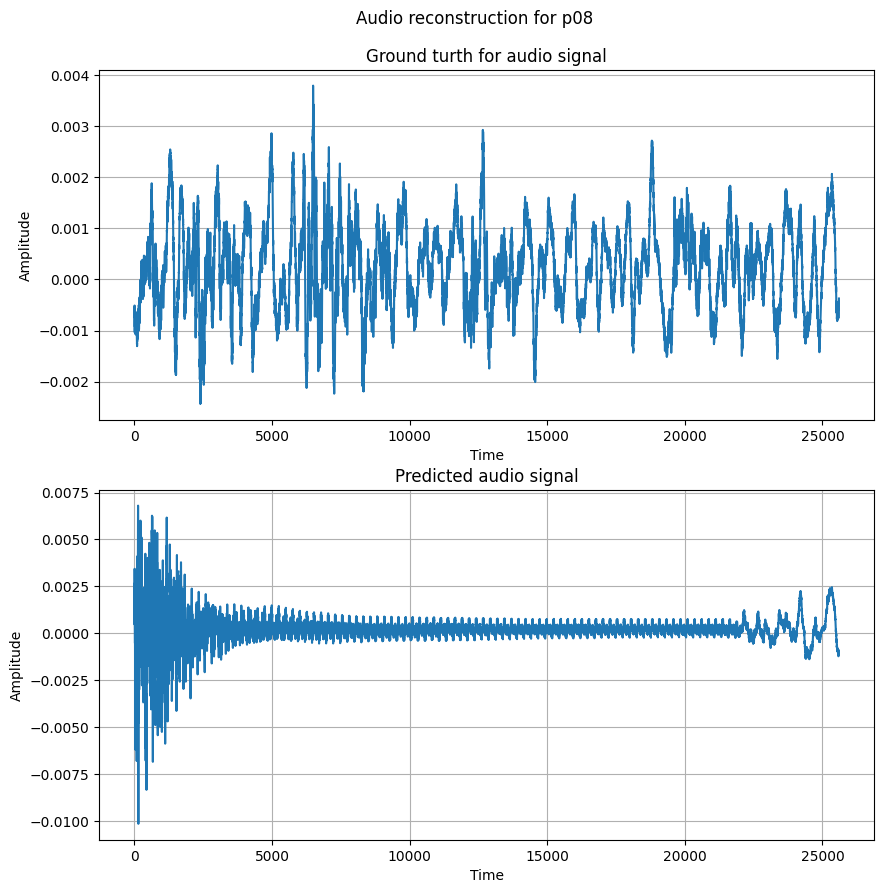 Audio reconstruction for p08
Ground turth for audio signal
0.004
0.003
0.002
0.001
0.000
−0.001
−0.002
Amplitude
0 5000 10000 15000 20000 25000
Time
Predicted audio signal
0.0075
0.0050
0.0025
0.0000
−0.0025
−0.0050
−0.0075
−0.0100
Amplitude
0 5000 10000 15000 20000 25000
Time